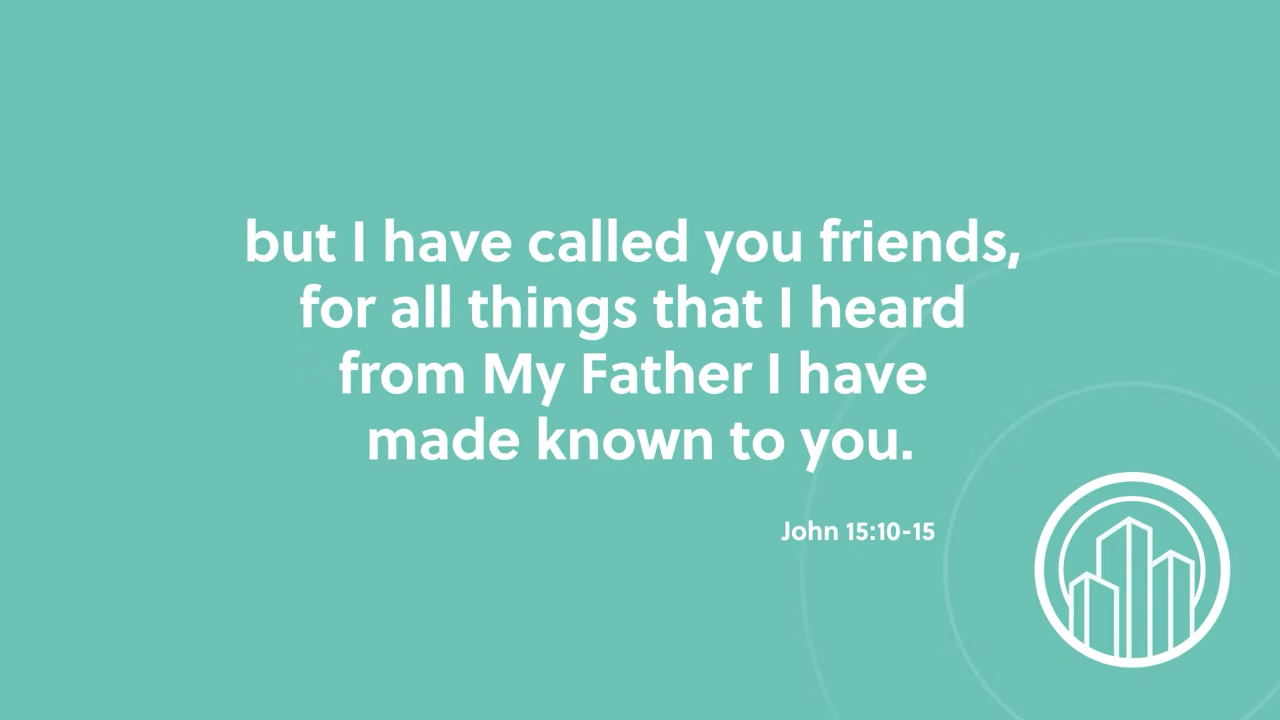 but I have called you friends,
for all things that I heard
from My Father I have
made known to you.
John 15:10-15